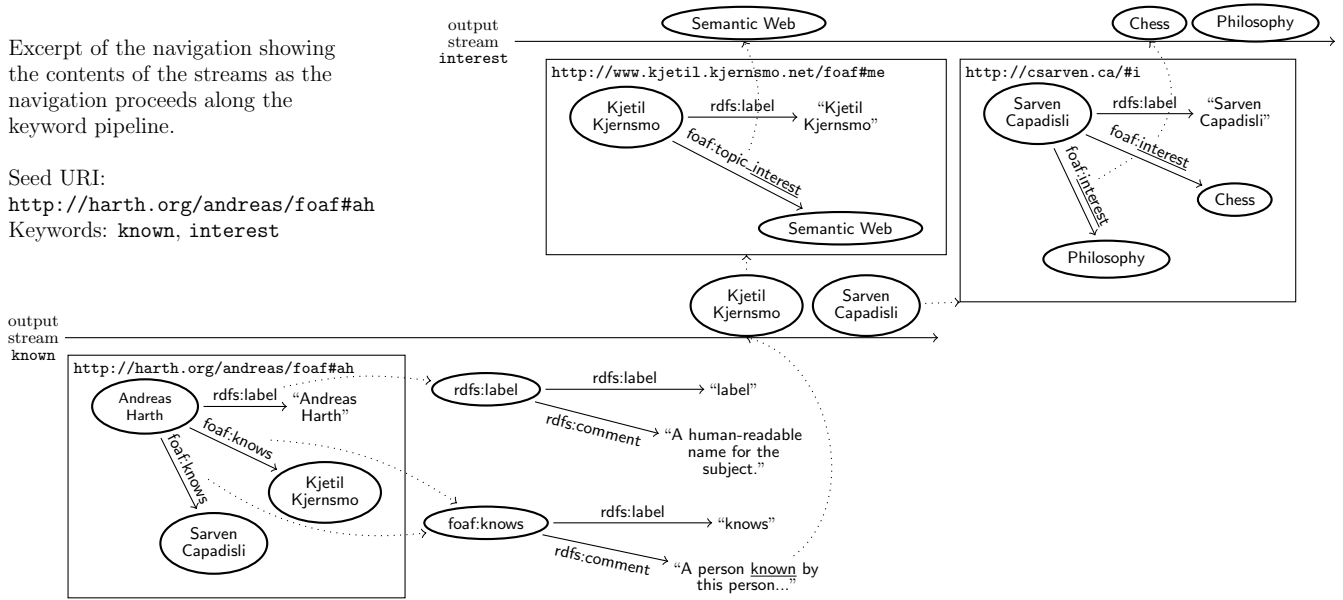 Excerpt of the navigation showing
the contents of the streams as the
navigation proceeds along the
keyword pipeline.
Seed URI:
http://harth.org/andreas/foaf#ah
Keywords: known, interest
output
stream
interest
Semantic Web
Chess
Philosophy
http://www.kjetil.kjernsmo.net/foaf#me
Kjetil
Kjernsmo
rdfs:label
“Kjetil
Kjernsmo”
foaf:topic_interest
Semantic Web
http://csarven.ca/#i
Sarven
Capadisli
rdfs:label
“Sarven
Capadisli”
foaf:interest
Chess
foaf:interest
Philosophy
output
stream
known
Kjetil
Kjernsmo
Sarven
Capadisli
http://harth.org/andreas/foaf#ah
Andreas
Harth
rdfs:label
“Andreas
Harth”
foaf:knows
Kjetil
Kjernsmo
foaf:knows
Sarven
Capadisli
rdfs:label
rdfs:label
“label”
rdfs:comment
“A human-readable
name for the
subject.”
foaf:knows
rdfs:label
“knows”
rdfs:comment
“A person known by
this person...”